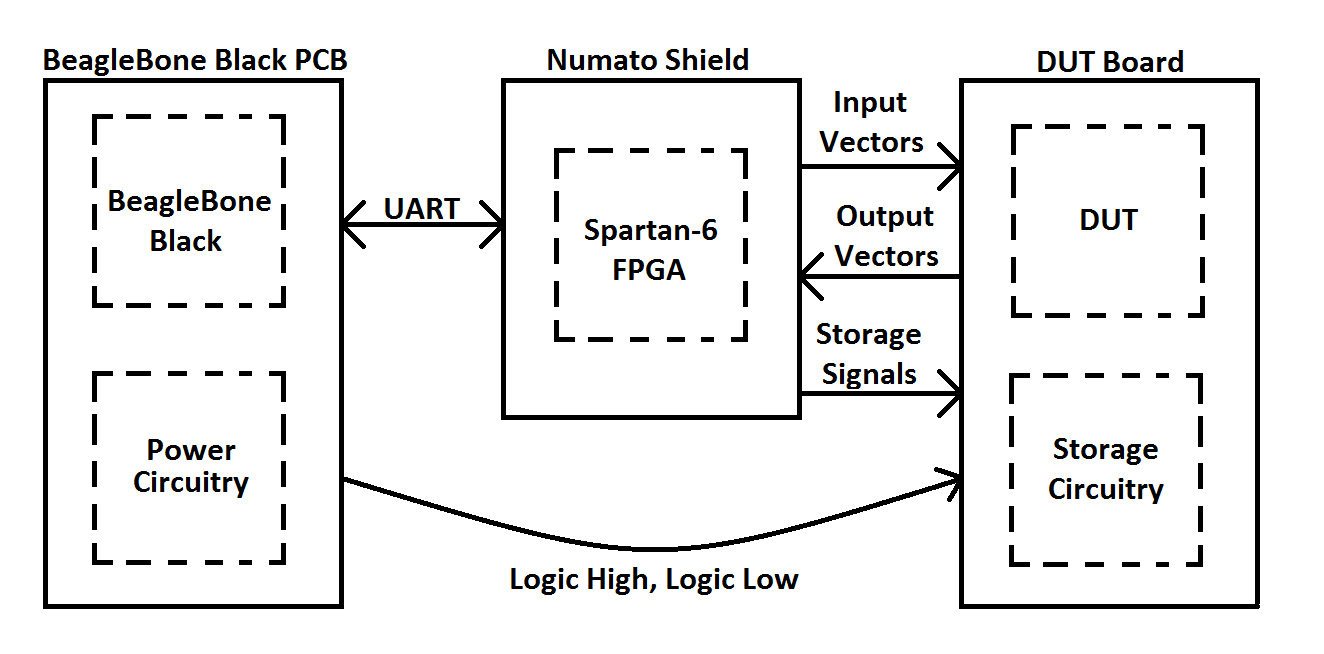 BeagleBone Black PCB
Numato Shield
DUT Board
BeagleBone
Black
Power
Circuitry
UART
Spartan-6
FPGA
Input
Vectors
Output
Vectors
Storage
Signals
DUT
Storage
Circuitry
Logic High, Logic Low